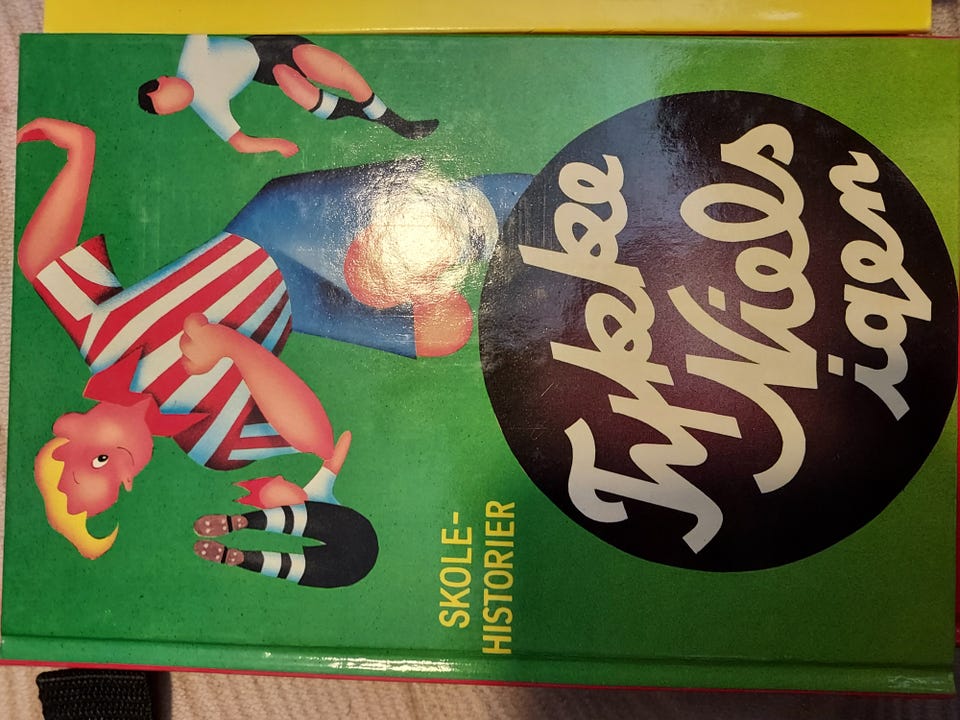 SKOLE-
HISTORIER
Tykke
Niels
igen